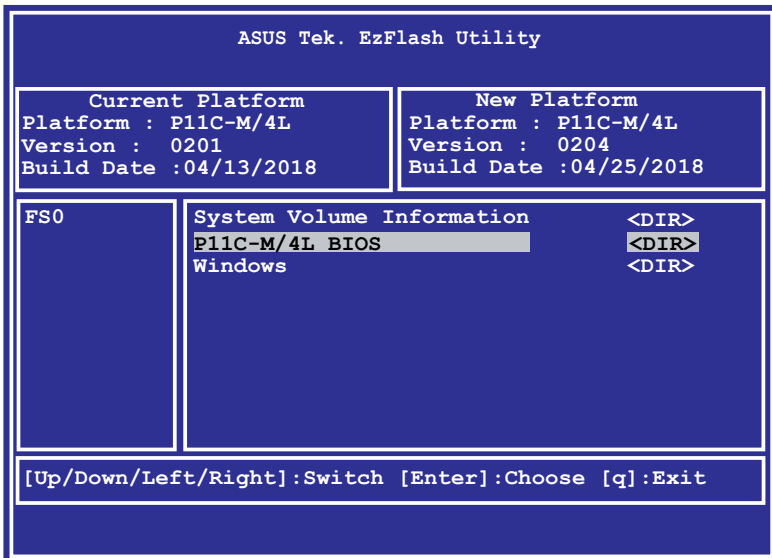 ASUS Tek. EzFlash Utility
Current Platform
Platform : P11C-M/4L
Version : 0201
Build Date :04/13/2018
New Platform
Platform : P11C-M/4L
Version : 0204
Build Date :04/25/2018
FS0
System Volume Information <DIR>
P11C-M/4L BIOS <DIR>
Windows <DIR>
[Up/Down/Left/Right]:Switch [Enter]:Choose [q]:Exit